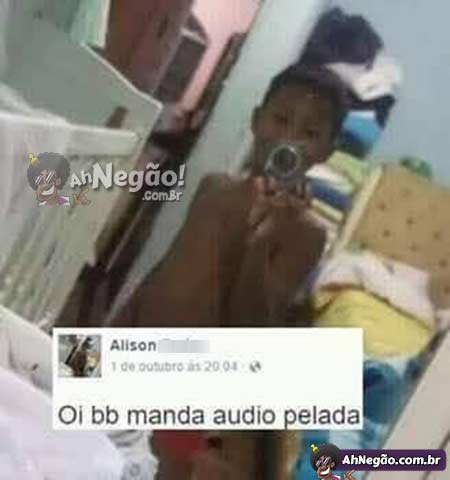 AhNegão!
.com.Br
Alison
1 de outubro às 20:04
Oi bb manda audio pelada
AhNegão.com.br